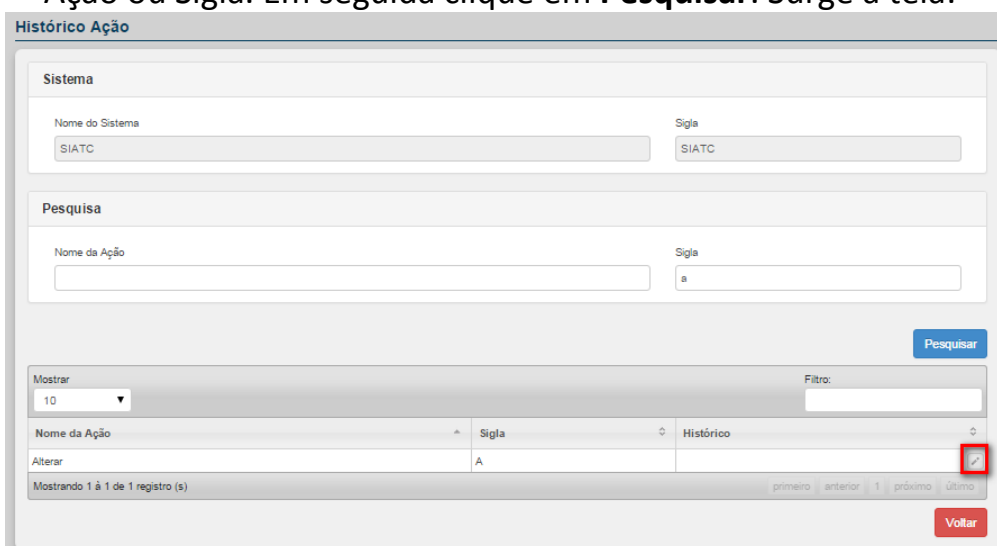 Ação ou Sigla. Em seguida clique em Pesquisar. Surge a tela:
Histórico Ação
Sistema
Nome do Sistema Sigla
SIATC SIATC
Pesquisa
Nome da Ação Sigla
a
Pesquisar
Mostrar Filtro:
10
Nome da Ação Sigla Histórico
Alterar A
Mostrando 1 à 1 de 1 registro (s) primeiro anterior 1 próximo último
Voltar